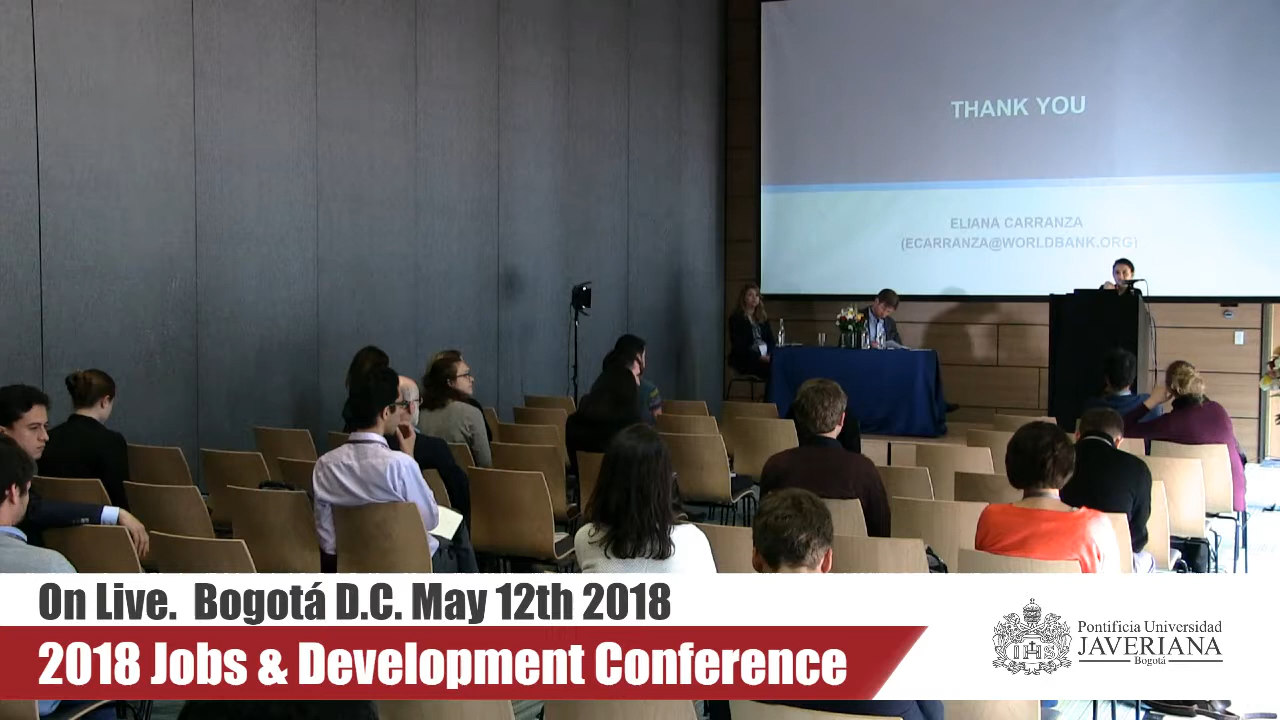 THANK YOU
ELIANA CARRANZA
(ECARRANZA@WORLDBANK.ORG)
On Live. Bogotá D.C. May 12th 2018
2018 Jobs & Development Conference
Pontificia Universidad
JAVERIANA
Bogotá
IHS